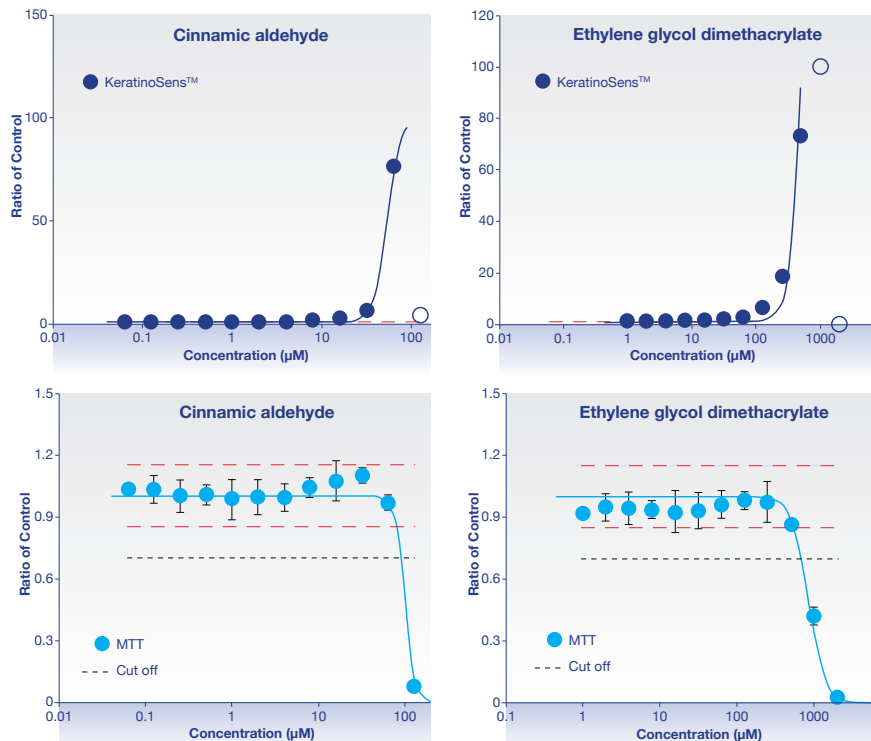 Cinnamic aldehyde
KeratinoSens™
Ratio of Control
150
100
50
0
0.01
0.1
1
10
100
Concentration (µM)
Ethylene glycol dimethacrylate
KeratinoSens™
Ratio of Control
120
100
80
60
40
20
0
0.01
0.1
1
10
100
1000
Concentration (µM)
Cinnamic aldehyde
Ratio of Control
1.5
1.2
0.9
0.6
0.3
0
MTT
Cut off
0.01
0.1
1
10
100
Concentration (µM)
Ethylene glycol dimethacrylate
Ratio of Control
1.5
1.2
0.9
0.6
0.3
0
MTT
Cut off
0.1
1
10
100
1000
Concentration (µM)